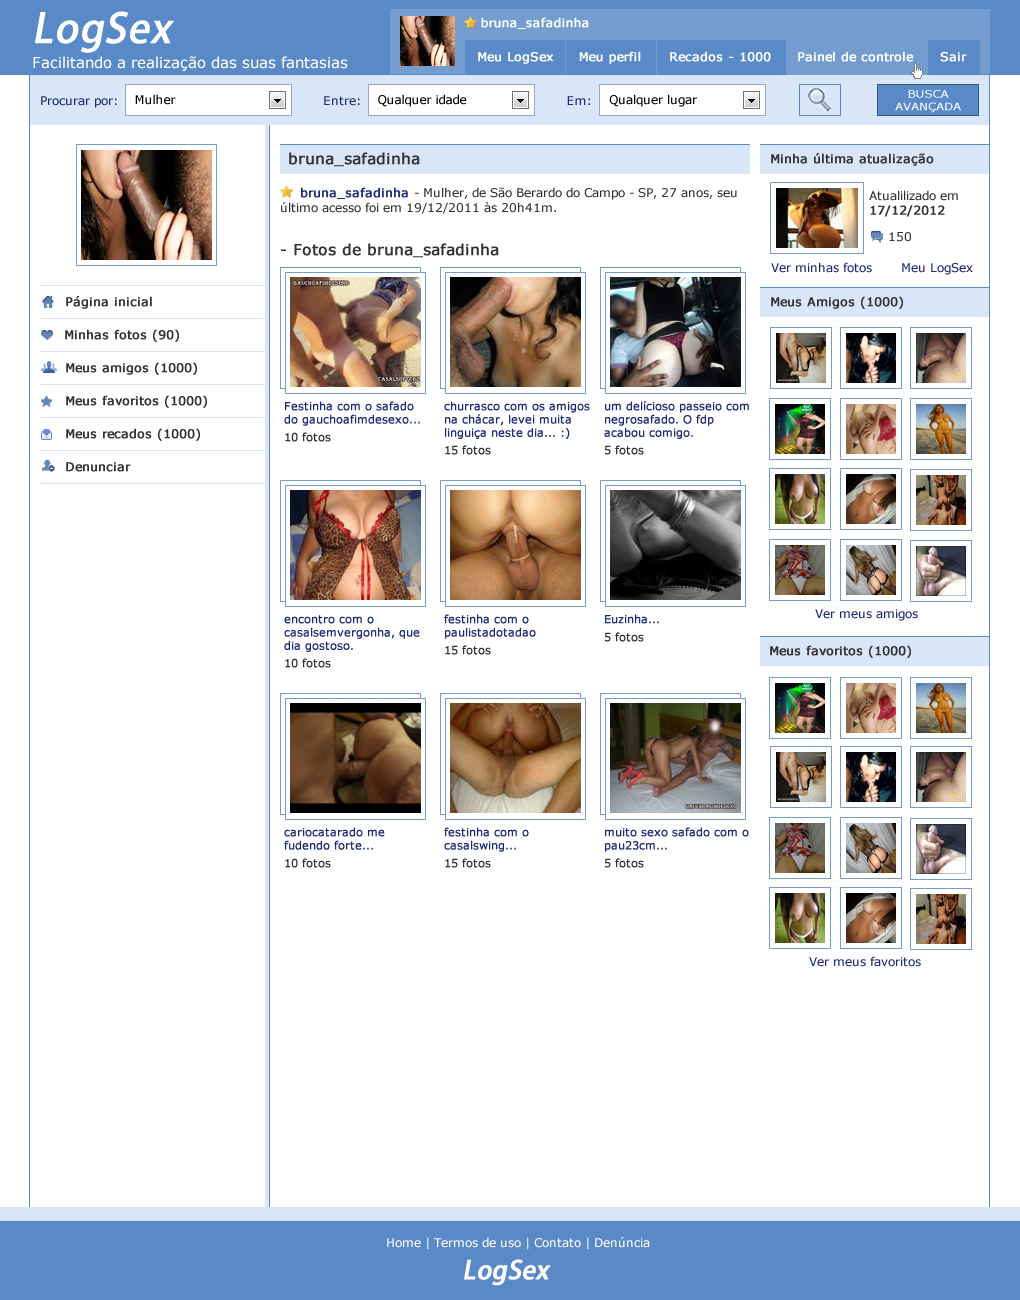 LogSex
Facilitando a realização das suas fantasias
bruna_safadinha
Meu LogSex
Meu perfil
Recados - 1000
Painel de controle
Sair
Procurar por:
Mulher
Entre:
Qualquer idade
Em:
Qualquer lugar
BUSCA
AVANÇADA
Página inicial
Minhas fotos (90)
Meus amigos (1000)
Meus favoritos (1000)
Meus recados (1000)
Denunciar
bruna_safadinha
bruna_safadinha - Mulher, de São Berardo do Campo - SP, 27 anos, seu
último acesso foi em 19/12/2011 às 20h41m.
- Fotos de bruna_safadinha
GAUCHOAFIMDESEXO
Festinha com o safado
do gauchoafimdesexo...
10 fotos
churrasco com os amigos
na chácar, levei muita
linguiça neste dia... :)
15 fotos
um delícioso passeio com
negrosafado. O fdp
acabou comigo.
5 fotos
encontro com o
casalsemvergonha, que
dia gostoso.
10 fotos
festinha com o
paulistadotadao
15 fotos
Euzinha...
5 fotos
cariocatarado me
fudendo forte...
10 fotos
festinha com o
casalswing...
15 fotos
muito sexo safado com o
pau23cm...
5 fotos
Minha última atualização
Atualilizado em
17/12/2012
150
Ver minhas fotos
Meu LogSex
Meus Amigos (1000)
Ver meus amigos
Meus favoritos (1000)
Ver meus favoritos
Home | Termos de uso | Contato | Denúncia
LogSex